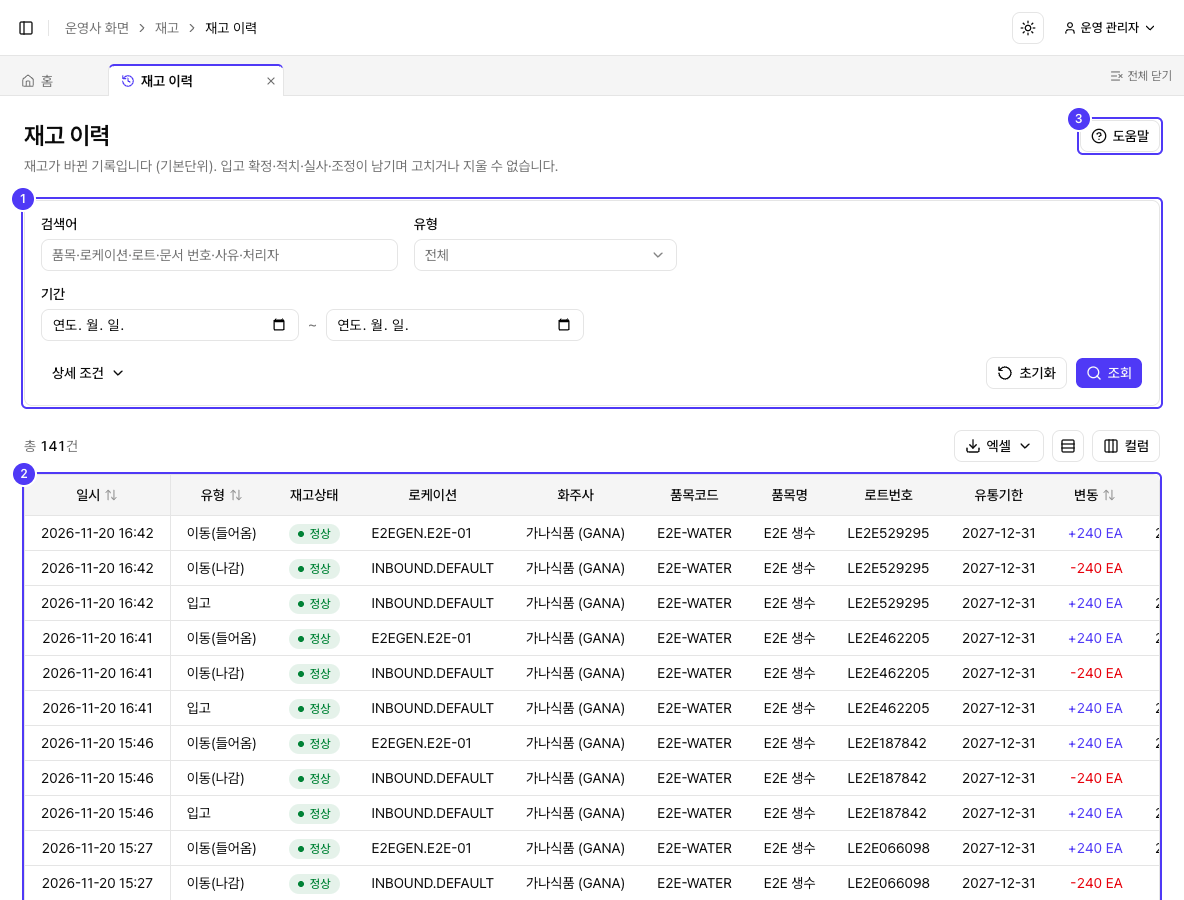 운영사 화면 > 재고 > 재고 이력
운영 관리자
홈
재고 이력
전체 닫기
재고 이력
3
도움말
재고가 바뀐 기록입니다 (기본단위). 입고 확정·적치·실사·조정이 남기며 고치거나 지울 수 없습니다.
1
검색어 유형
품목·로케이션·로트·문서 번호·사유·처리자 전체
기간
연도. 월. 일. ~ 연도. 월. 일.
상세 조건 초기화 조회
총 141건 엑셀 컬럼
2
일시 유형 재고상태 로케이션 화주사 품목코드 품목명 로트번호 유통기한 변동
2026-11-20 16:42 이동(들어옴) 정상 E2EGEN.E2E-01 가나식품 (GANA) E2E-WATER E2E 생수 LE2E529295 2027-12-31 +240 EA
2026-11-20 16:42 이동(나감) 정상 INBOUND.DEFAULT 가나식품 (GANA) E2E-WATER E2E 생수 LE2E529295 2027-12-31 -240 EA
2026-11-20 16:42 입고 정상 INBOUND.DEFAULT 가나식품 (GANA) E2E-WATER E2E 생수 LE2E529295 2027-12-31 +240 EA
2026-11-20 16:41 이동(들어옴) 정상 E2EGEN.E2E-01 가나식품 (GANA) E2E-WATER E2E 생수 LE2E462205 2027-12-31 +240 EA
2026-11-20 16:41 이동(나감) 정상 INBOUND.DEFAULT 가나식품 (GANA) E2E-WATER E2E 생수 LE2E462205 2027-12-31 -240 EA
2026-11-20 16:41 입고 정상 INBOUND.DEFAULT 가나식품 (GANA) E2E-WATER E2E 생수 LE2E462205 2027-12-31 +240 EA
2026-11-20 15:46 이동(들어옴) 정상 E2EGEN.E2E-01 가나식품 (GANA) E2E-WATER E2E 생수 LE2E187842 2027-12-31 +240 EA
2026-11-20 15:46 이동(나감) 정상 INBOUND.DEFAULT 가나식품 (GANA) E2E-WATER E2E 생수 LE2E187842 2027-12-31 -240 EA
2026-11-20 15:46 입고 정상 INBOUND.DEFAULT 가나식품 (GANA) E2E-WATER E2E 생수 LE2E187842 2027-12-31 +240 EA
2026-11-20 15:27 이동(들어옴) 정상 E2EGEN.E2E-01 가나식품 (GANA) E2E-WATER E2E 생수 LE2E066098 2027-12-31 +240 EA
2026-11-20 15:27 이동(나감) 정상 INBOUND.DEFAULT 가나식품 (GANA) E2E-WATER E2E 생수 LE2E066098 2027-12-31 -240 EA